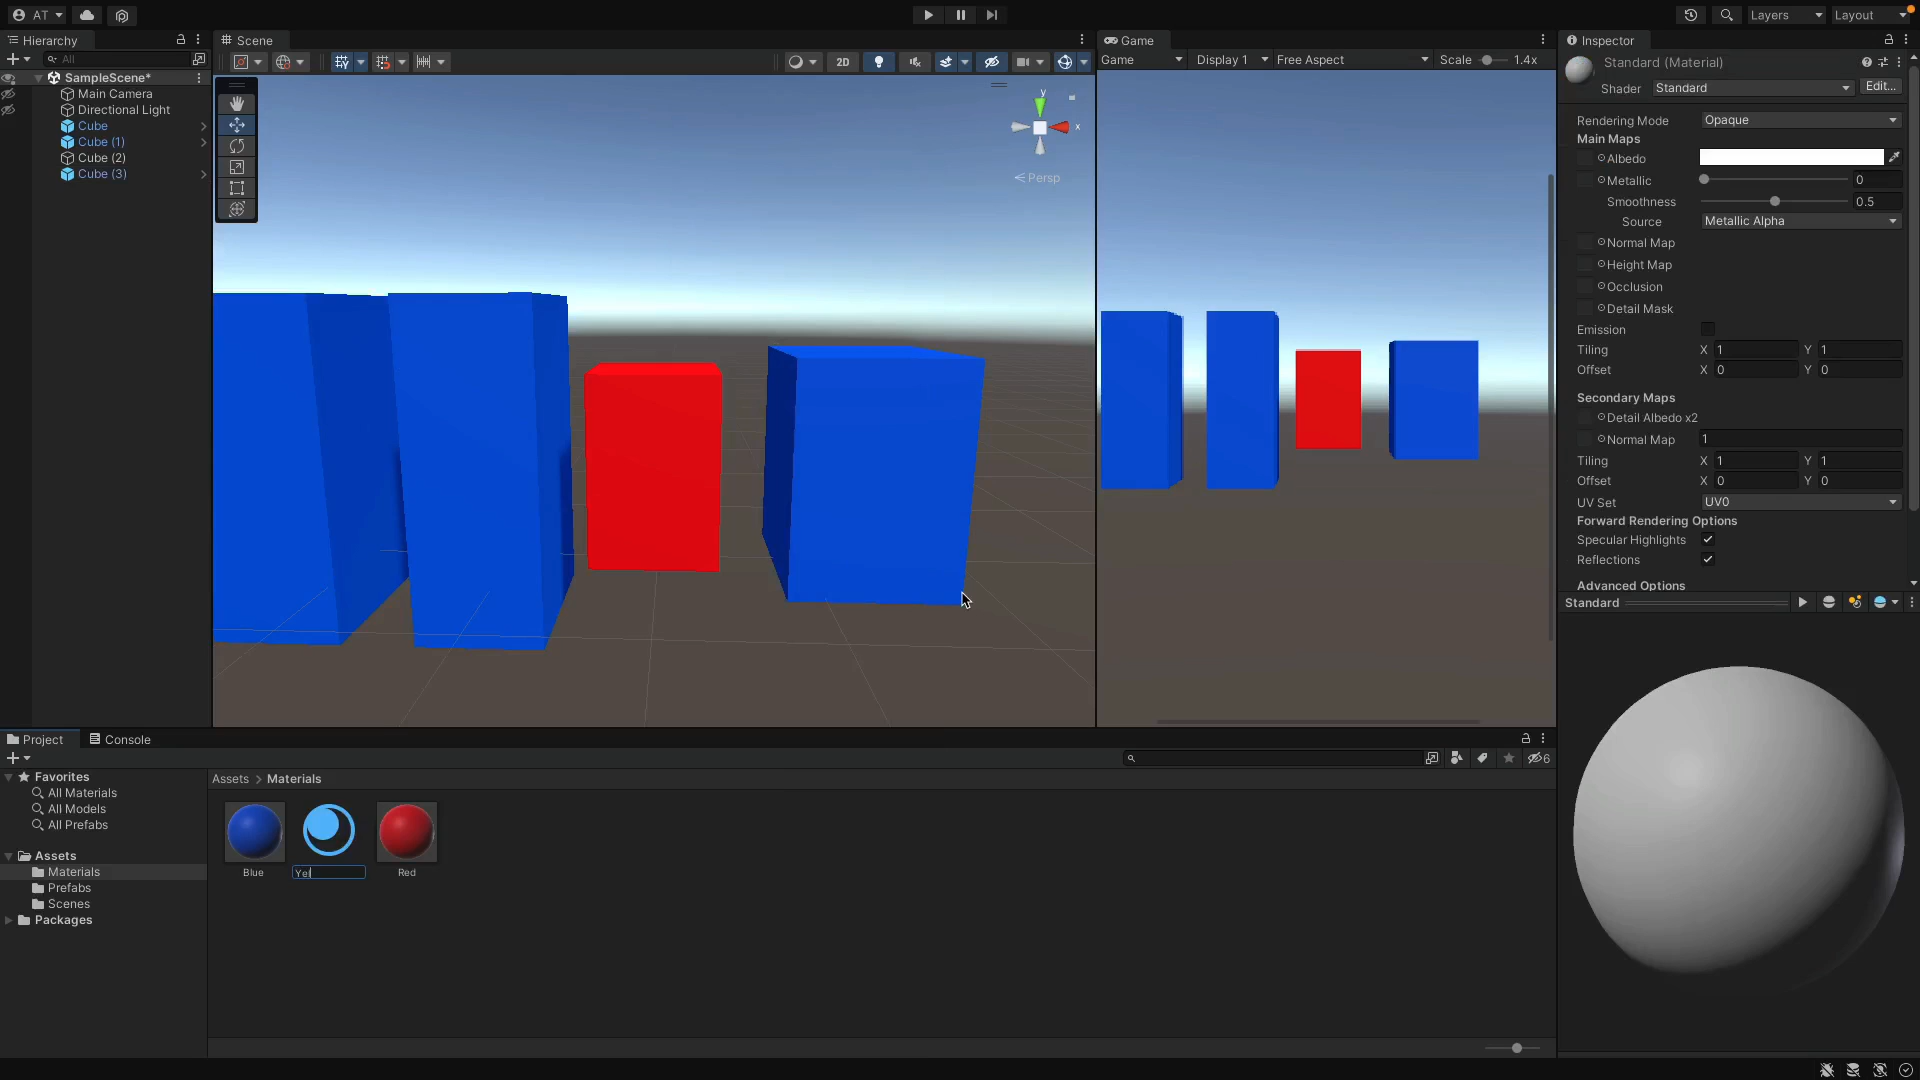 AT
Layers
Layout
Hierarchy
All
SampleScene*
Main Camera
Directional Light
Cube
Cube (1)
Cube (2)
Cube (3)
Scene
2D
y
x
Persp
Game
Game
Display 1
Free Aspect
Scale
1.4x
Inspector
Standard (Material)
Shader
Standard
Edit...
Rendering Mode
Opaque
Main Maps
Albedo
Metallic
0
Smoothness
0.5
Source
Metallic Alpha
Normal Map
Height Map
Occlusion
Detail Mask
Emission
Tiling X 1 Y 1
Offset X 0 Y 0
Secondary Maps
Detail Albedo x2
Normal Map 1
Tiling X 1 Y 1
Offset X 0 Y 0
UV Set UV0
Forward Rendering Options
Specular Highlights
Reflections
Advanced Options
Standard
Project
Console
6
Favorites
All Materials
All Models
All Prefabs
Assets
Materials
Prefabs
Scenes
Packages
Assets > Materials
Blue
Yel
Red